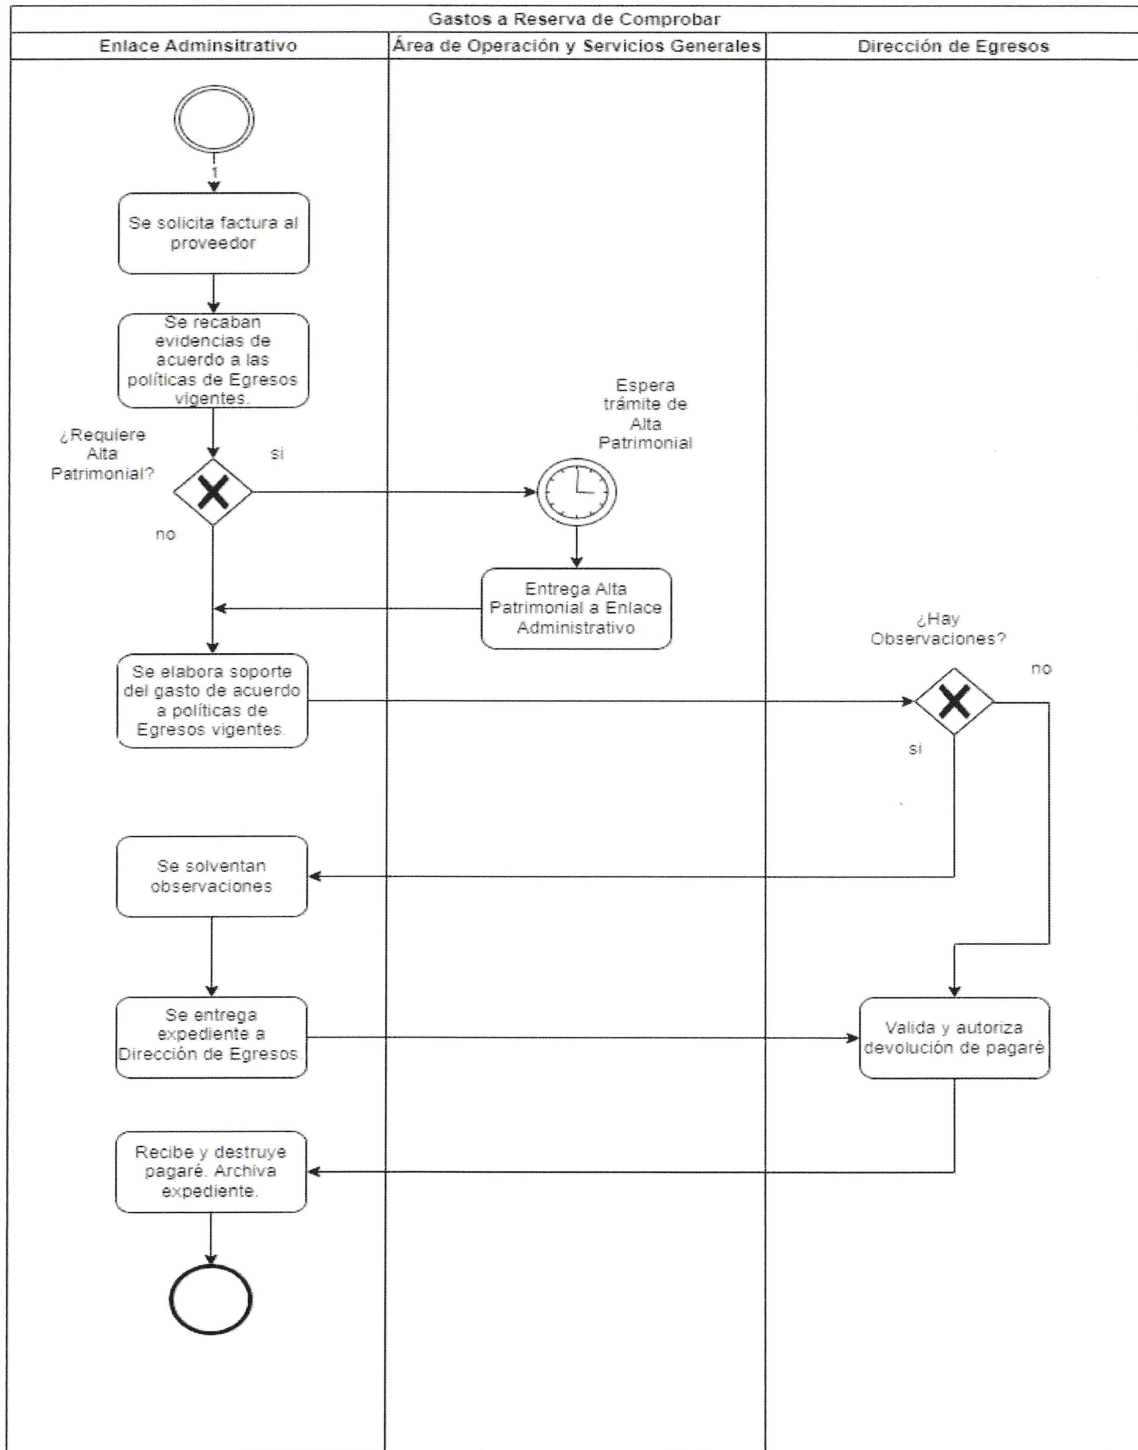 Gastos a Reserva de Comprobar
Enlace Adminsitrativo
Área de Operación y Servicios Generales
Dirección de Egresos
1
Se solicita factura al
proveedor
Se recaban
evidencias de
acuerdo a las
políticas de Egresos
vigentes.
¿Requiere
Alta
Patrimonial?
si
no
Espera
trámite de
Alta
Patrimonial
Entrega Alta
Patrimonial a Enlace
Administrativo
Se elabora soporte
del gasto de acuerdo
a políticas de
Egresos vigentes.
¿Hay
Observaciones?
no
si
Se solventan
observaciones
Se entrega
expediente a
Dirección de Egresos.
Valida y autoriza
devolución de pagaré
Recibe y destruye
pagaré. Archiva
expediente.